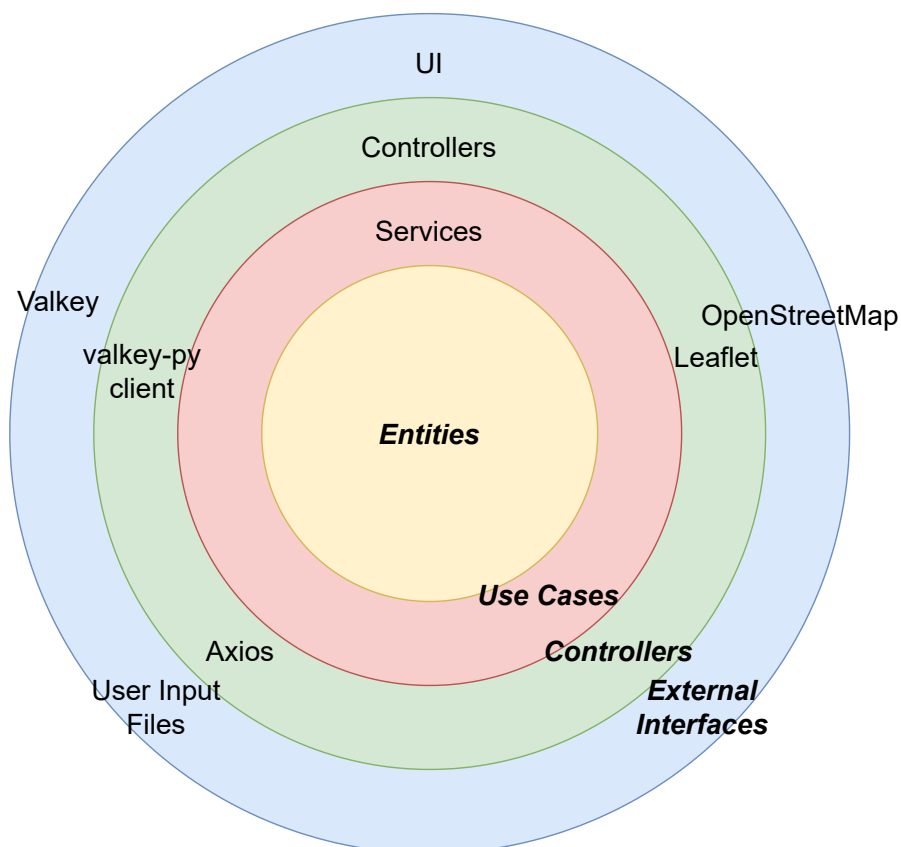 UI
Controllers
Services
Valkey
OpenStreetMap
valkey-py
client
Leaflet
Entities
Use Cases
Axios
Controllers
User Input
Files
External
Interfaces